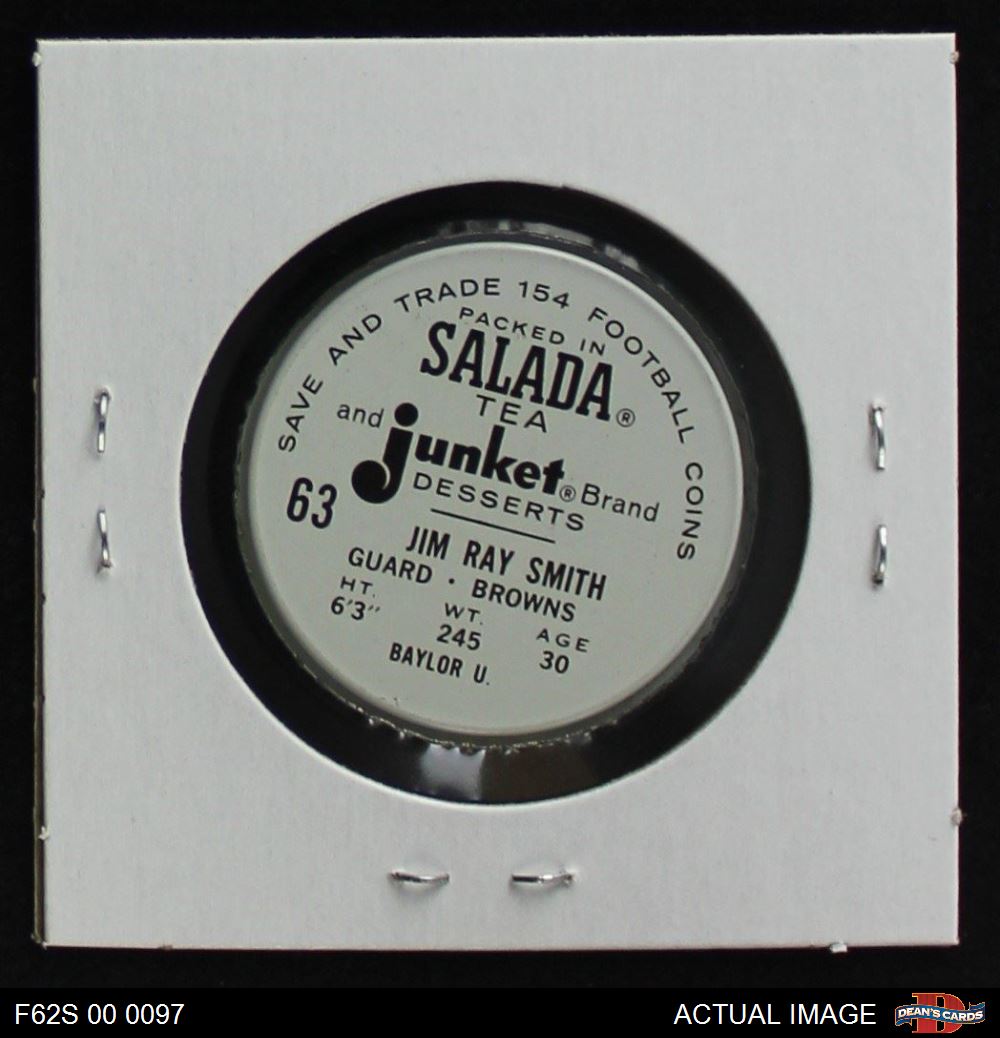 SAVE AND TRADE 154 FOOTBALL COINS
PACKED IN
SALADA®
TEA
and junket® Brand
DESSERTS
63
JIM RAY SMITH
GUARD · BROWNS
HT. WT. AGE
6'3" 245 30
BAYLOR U.
F62S 00 0097
ACTUAL IMAGE
D
DEAN'S CARDS